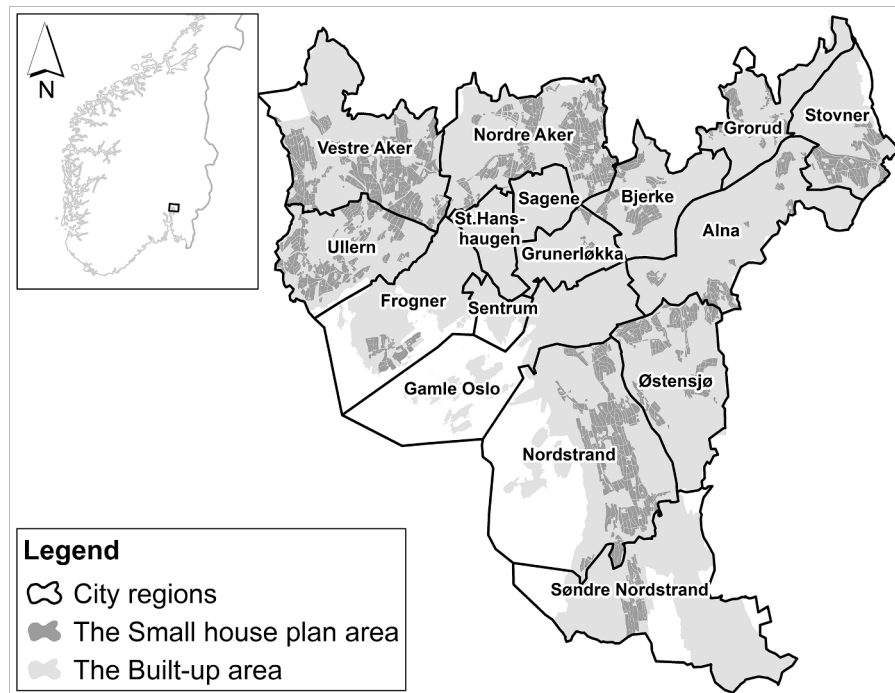 N
Vestre Aker
Nordre Aker
Grorud
Stovner
Sagene
Bjerke
St.Hans-
haugen
Alna
Ullern
Grunerløkka
Frogner
Sentrum
Østensjø
Gamle Oslo
Nordstrand
Søndre Nordstrand
Legend
City regions
The Small house plan area
The Built-up area